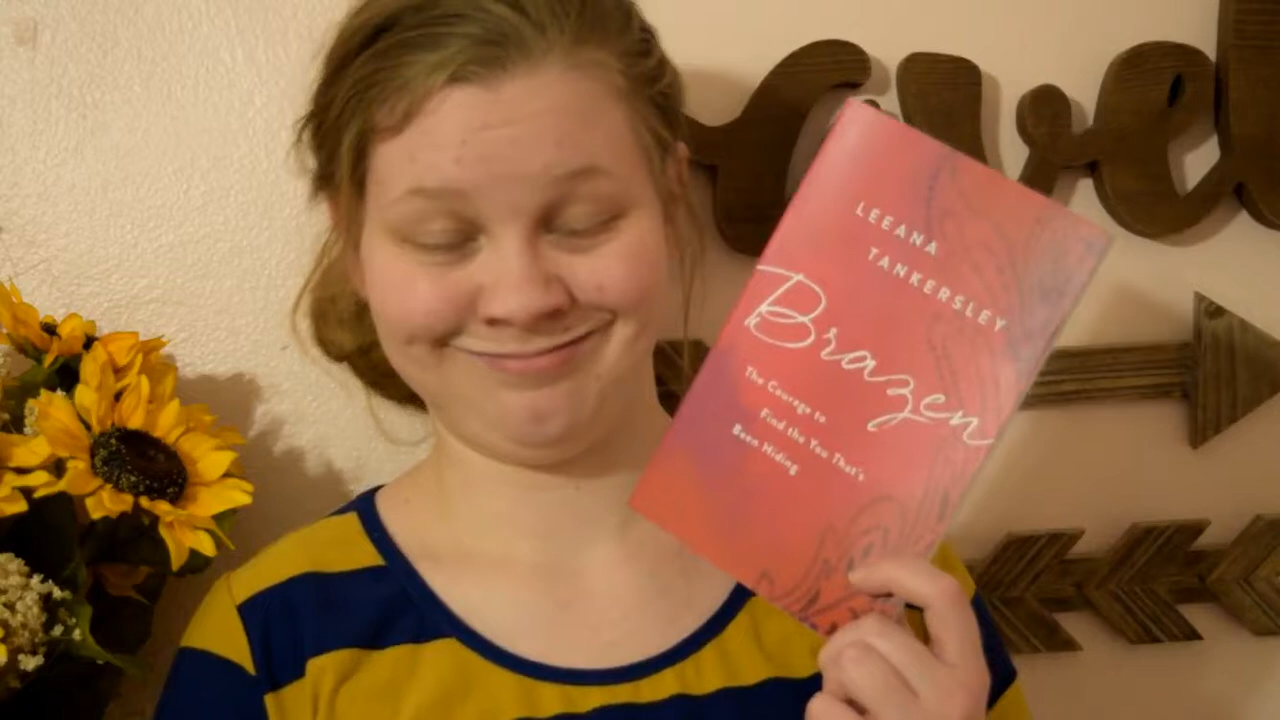 LEEANA
TANKERSLEY
Brazen
The Courage to
Find the You That's
Been Hiding